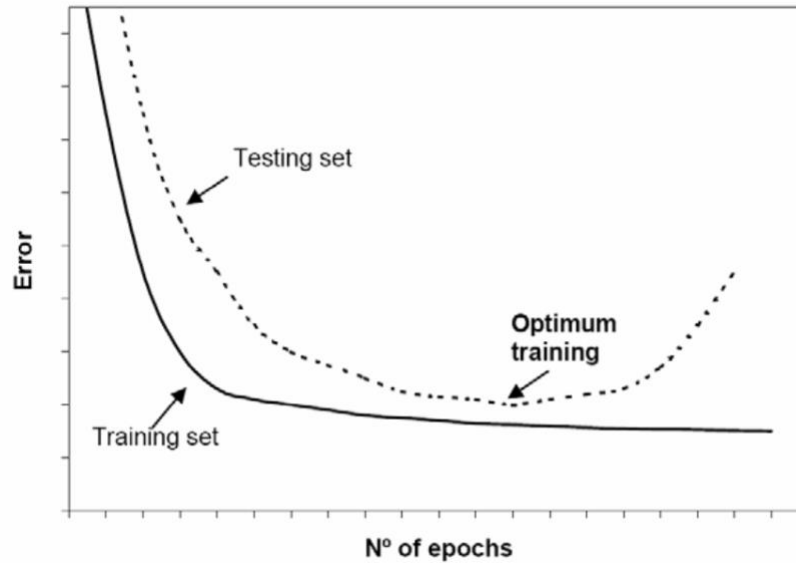 Testing set
Error
Optimum
training
Training set
Nº of epochs